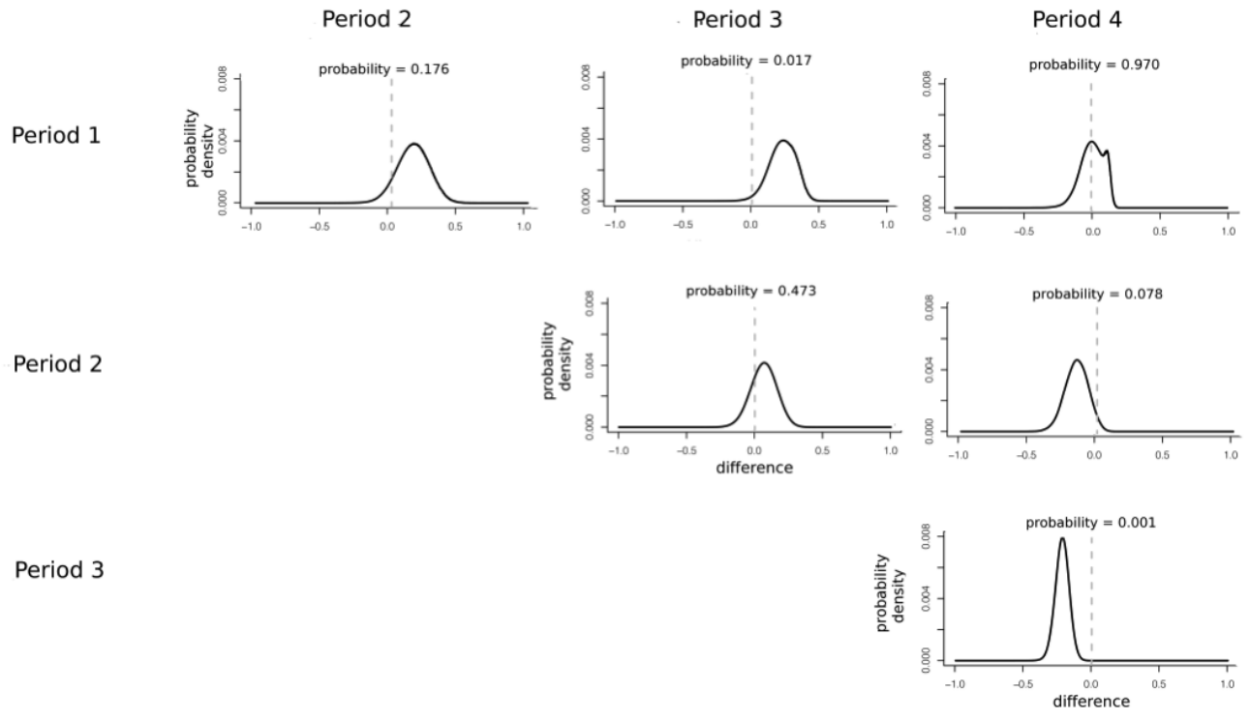 Period 2
Period 3
Period 4
Period 1
probability = 0.176
probability
density
0.000
0.004
0.008
−1.0
−0.5
0.0
0.5
1.0
probability = 0.017
0.000
0.004
0.008
−1.0
−0.5
0.0
0.5
1.0
probability = 0.970
0.000
0.004
0.008
−1.0
−0.5
0.0
0.5
1.0
Period 2
probability = 0.473
probability
density
0.000
0.004
0.008
−1.0
−0.5
0.0
0.5
1.0
difference
probability = 0.078
0.000
0.004
0.008
−1.0
−0.5
0.0
0.5
1.0
Period 3
probability = 0.001
probability
density
0.000
0.004
0.008
−1.0
−0.5
0.0
0.5
1.0
difference